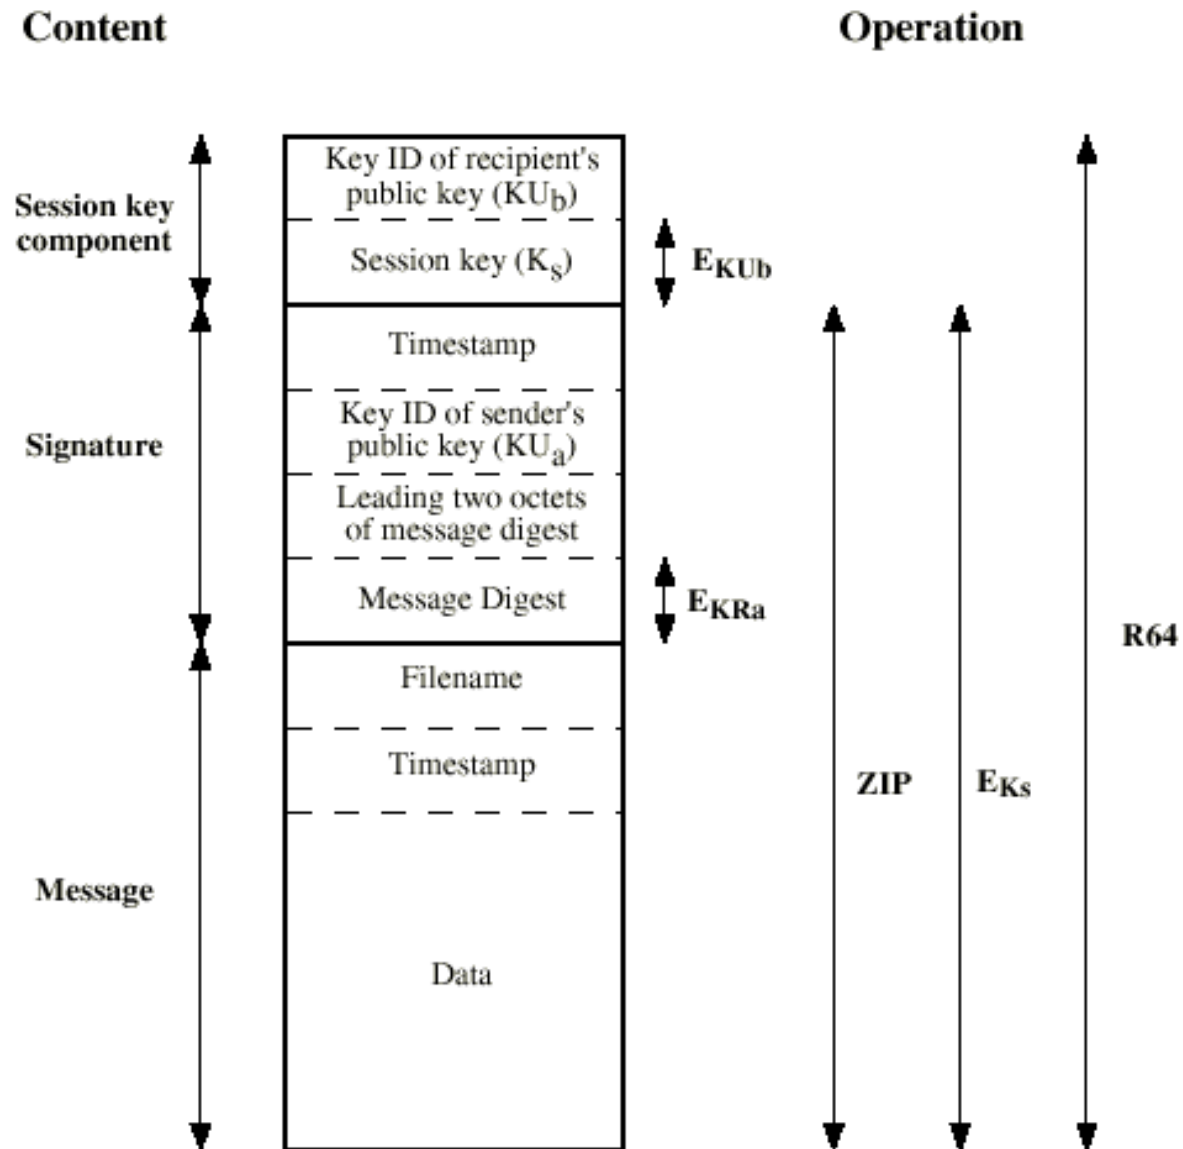 Content
Operation
Key ID of recipient's
public key (KUb)
Session key
component
Session key (Ks)
EKUb
Timestamp
Key ID of sender's
public key (KUa)
Signature
Leading two octets
of message digest
Message Digest
EKRa
R64
Filename
Timestamp
ZIP
EKs
Message
Data